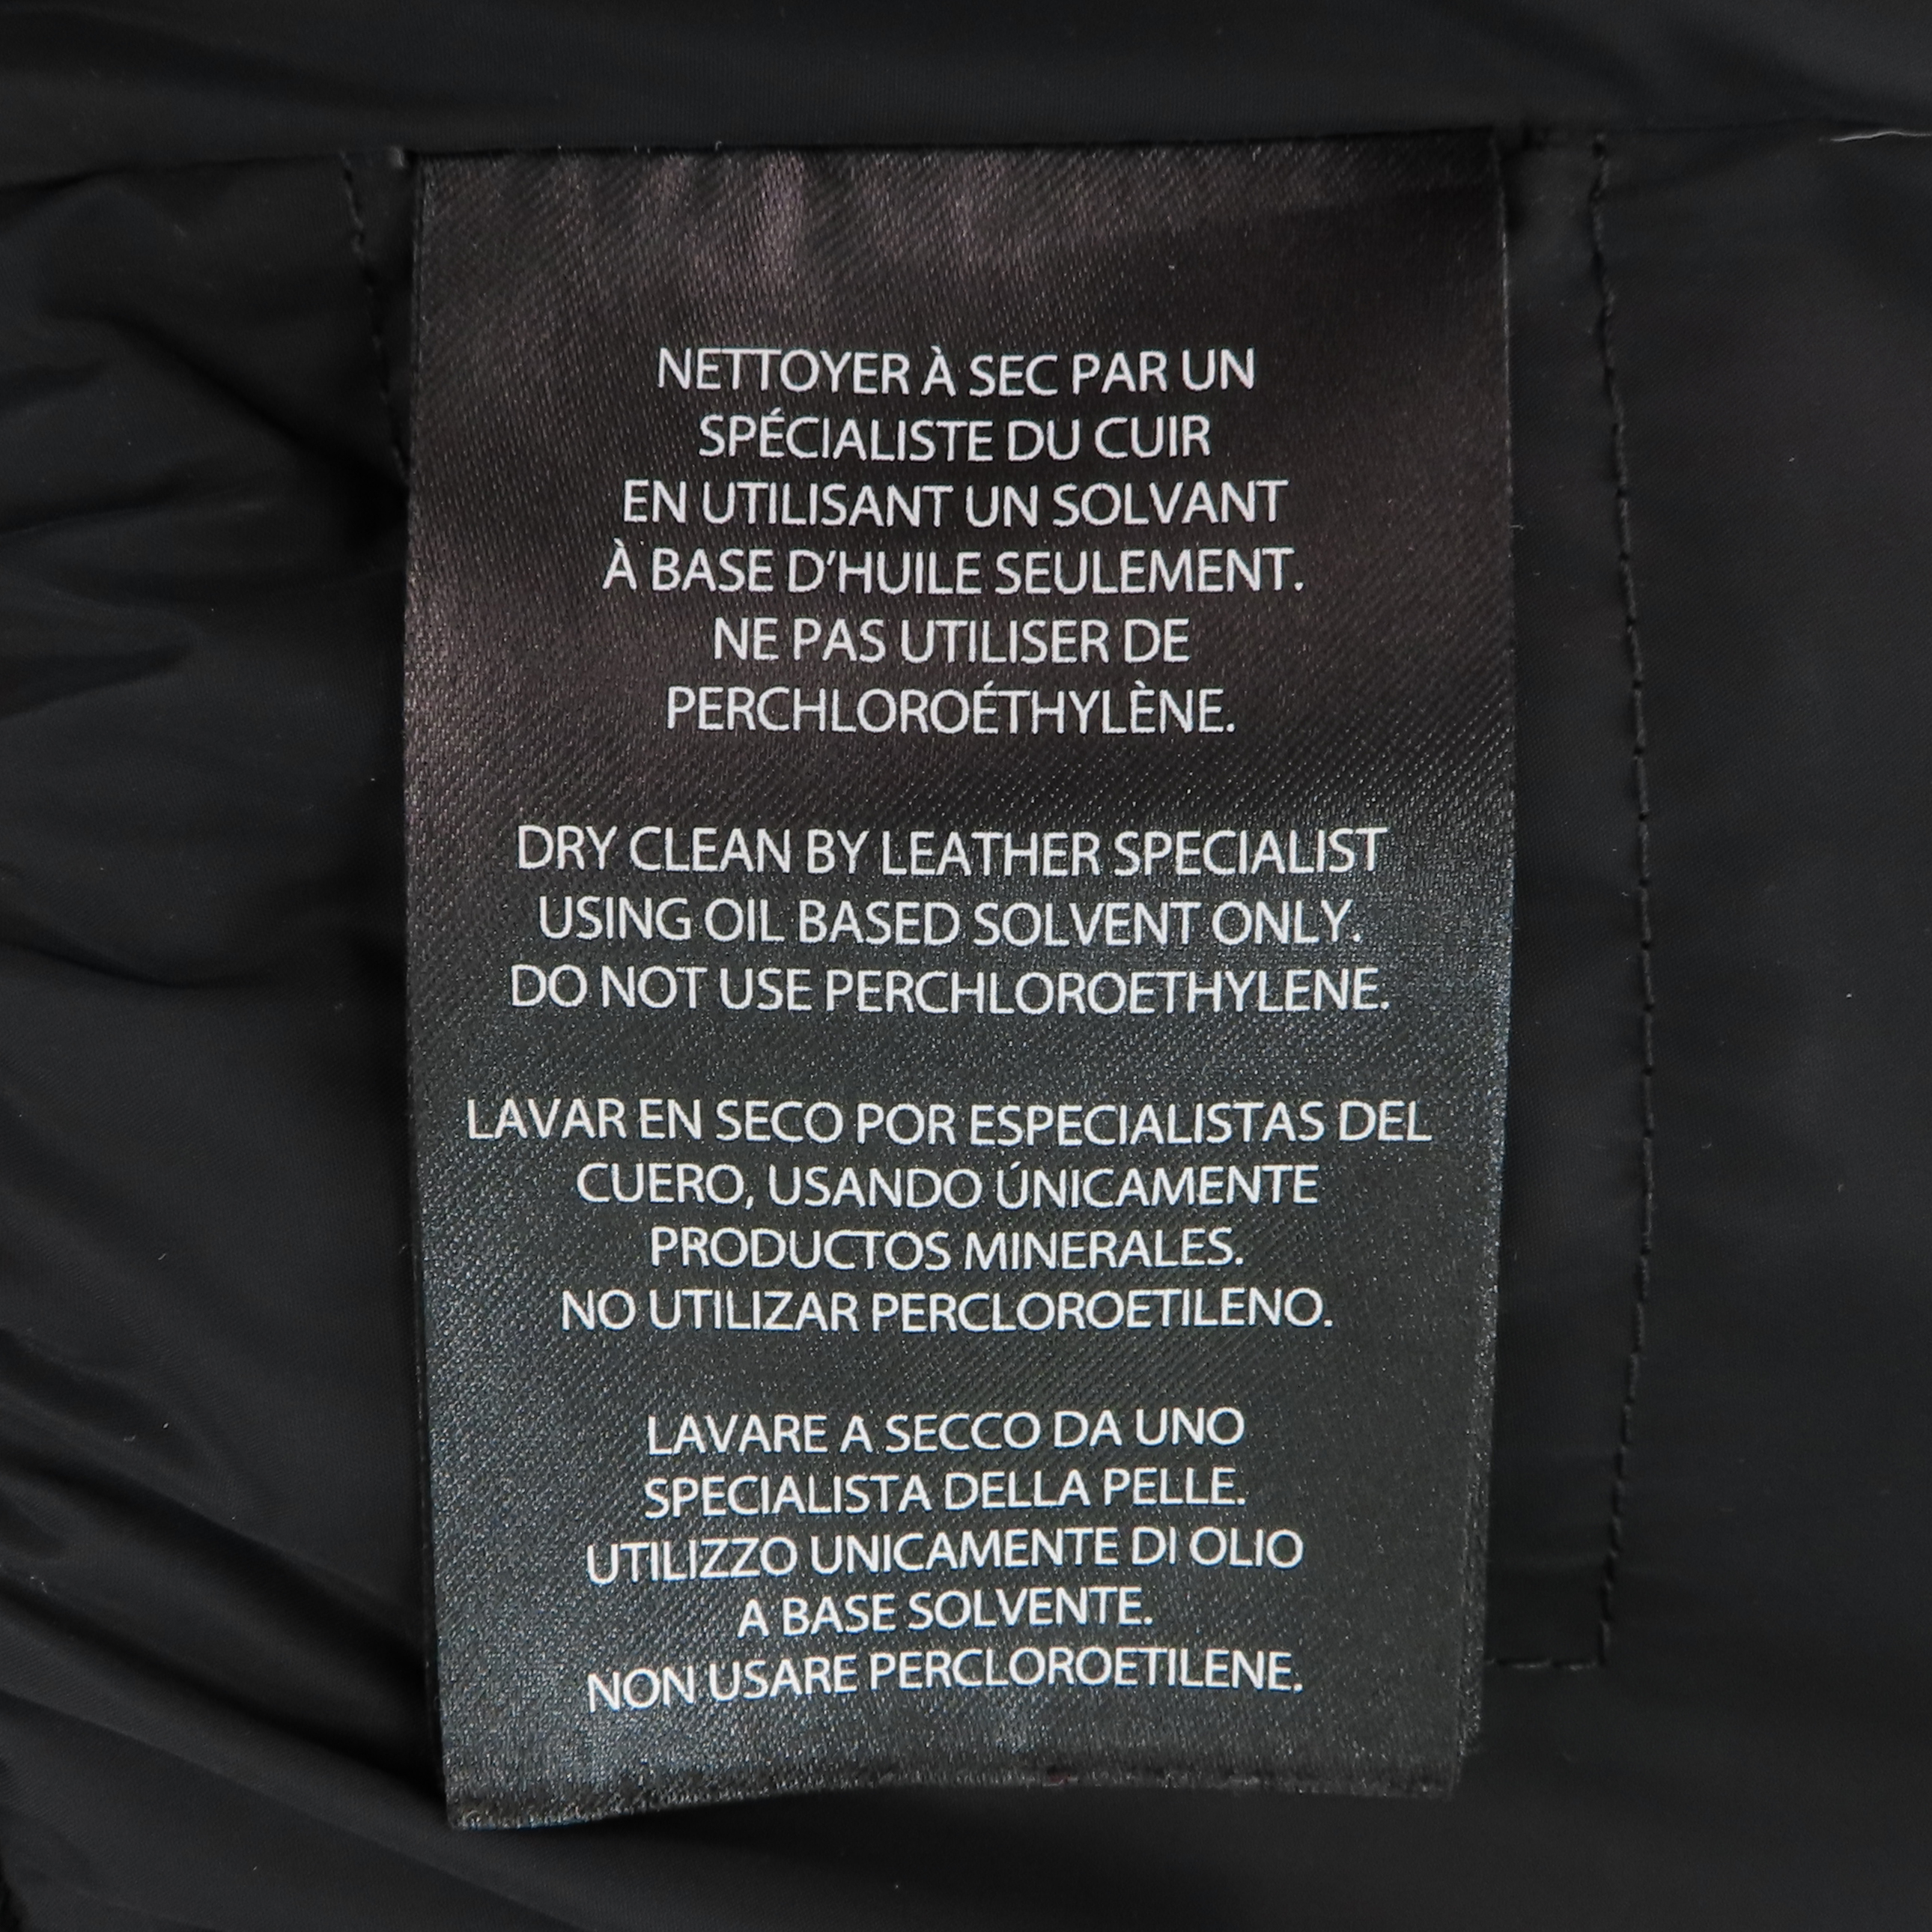 NETTOYER À SEC PAR UN
SPÉCIALISTE DU CUIR
EN UTILISANT UN SOLVANT
À BASE D'HUILE SEULEMENT.
NE PAS UTILISER DE
PERCHLOROÉTHYLÈNE.
DRY CLEAN BY LEATHER SPECIALIST
USING OIL BASED SOLVENT ONLY.
DO NOT USE PERCHLOROETHYLENE.
LAVAR EN SECO POR ESPECIALISTAS DEL
CUERO, USANDO ÚNICAMENTE
PRODUCTOS MINERALES.
NO UTILIZAR PERCLOROETILENO.
LAVARE A SECCO DA UNO
SPECIALISTA DELLA PELLE.
UTILIZZO UNICAMENTE DI OLIO
A BASE SOLVENTE.
NON USARE PERCLOROETILENE.